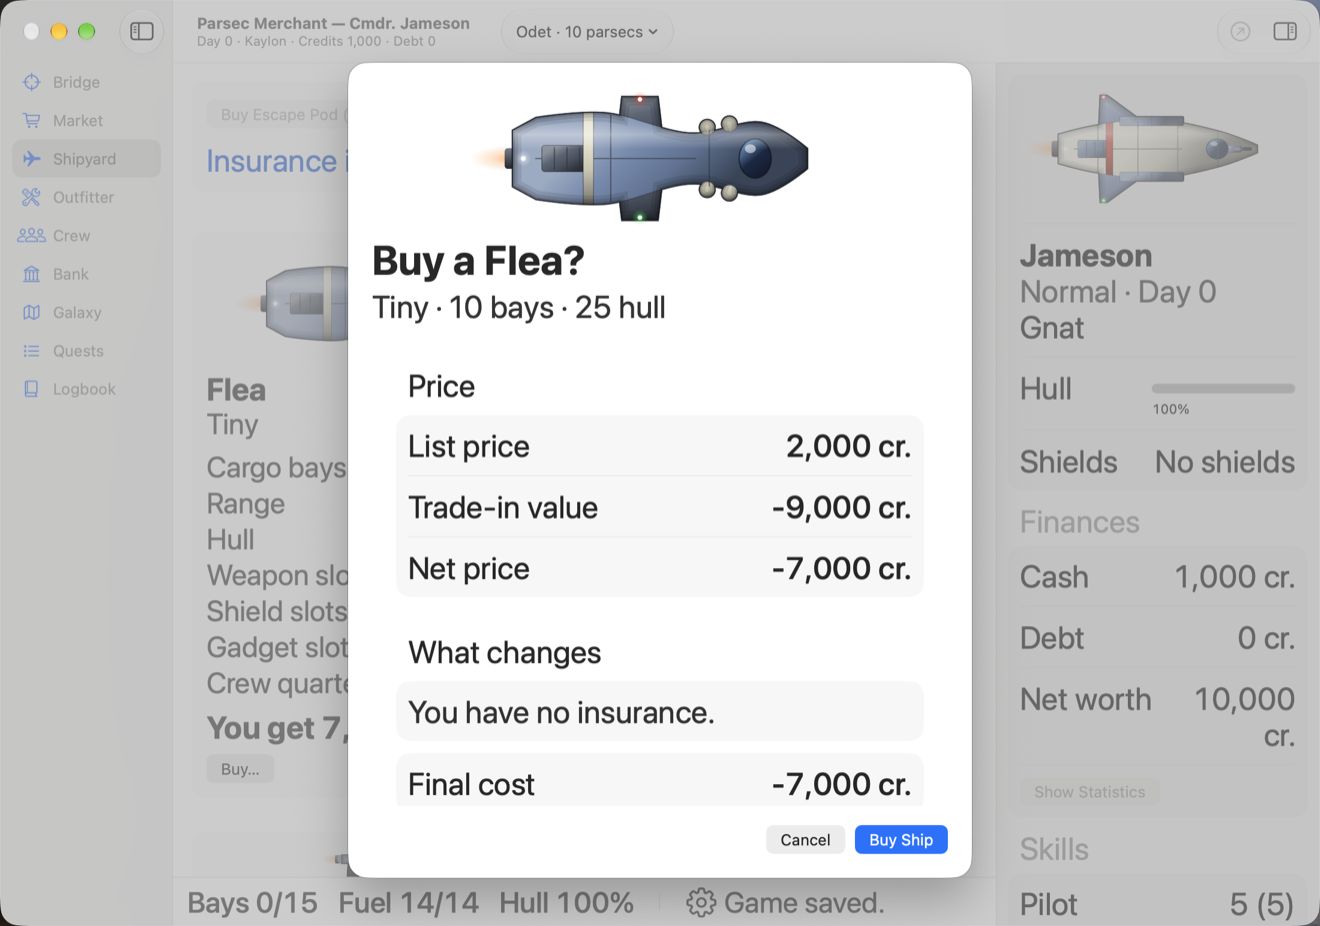 Parsec Merchant — Cmdr. Jameson
Day 0 · Kaylon · Credits 1,000 · Debt 0
Odet · 10 parsecs
Bridge
Market
Shipyard
Outfitter
Crew
Bank
Galaxy
Quests
Logbook
Buy Escape Pod (
Insurance i
Flea
Tiny
Cargo bays
Range
Hull
Weapon slo
Shield slots
Gadget slot
Crew quarte
You get 7,
Buy...
Buy a Flea?
Tiny · 10 bays · 25 hull
Price
List price 2,000 cr.
Trade-in value -9,000 cr.
Net price -7,000 cr.
What changes
You have no insurance.
Final cost -7,000 cr.
Cancel Buy Ship
Jameson
Normal · Day 0
Gnat
Hull
100%
Shields No shields
Finances
Cash 1,000 cr.
Debt 0 cr.
Net worth 10,000
cr.
Show Statistics
Skills
Pilot 5 (5)
Bays 0/15 Fuel 14/14 Hull 100% Game saved.